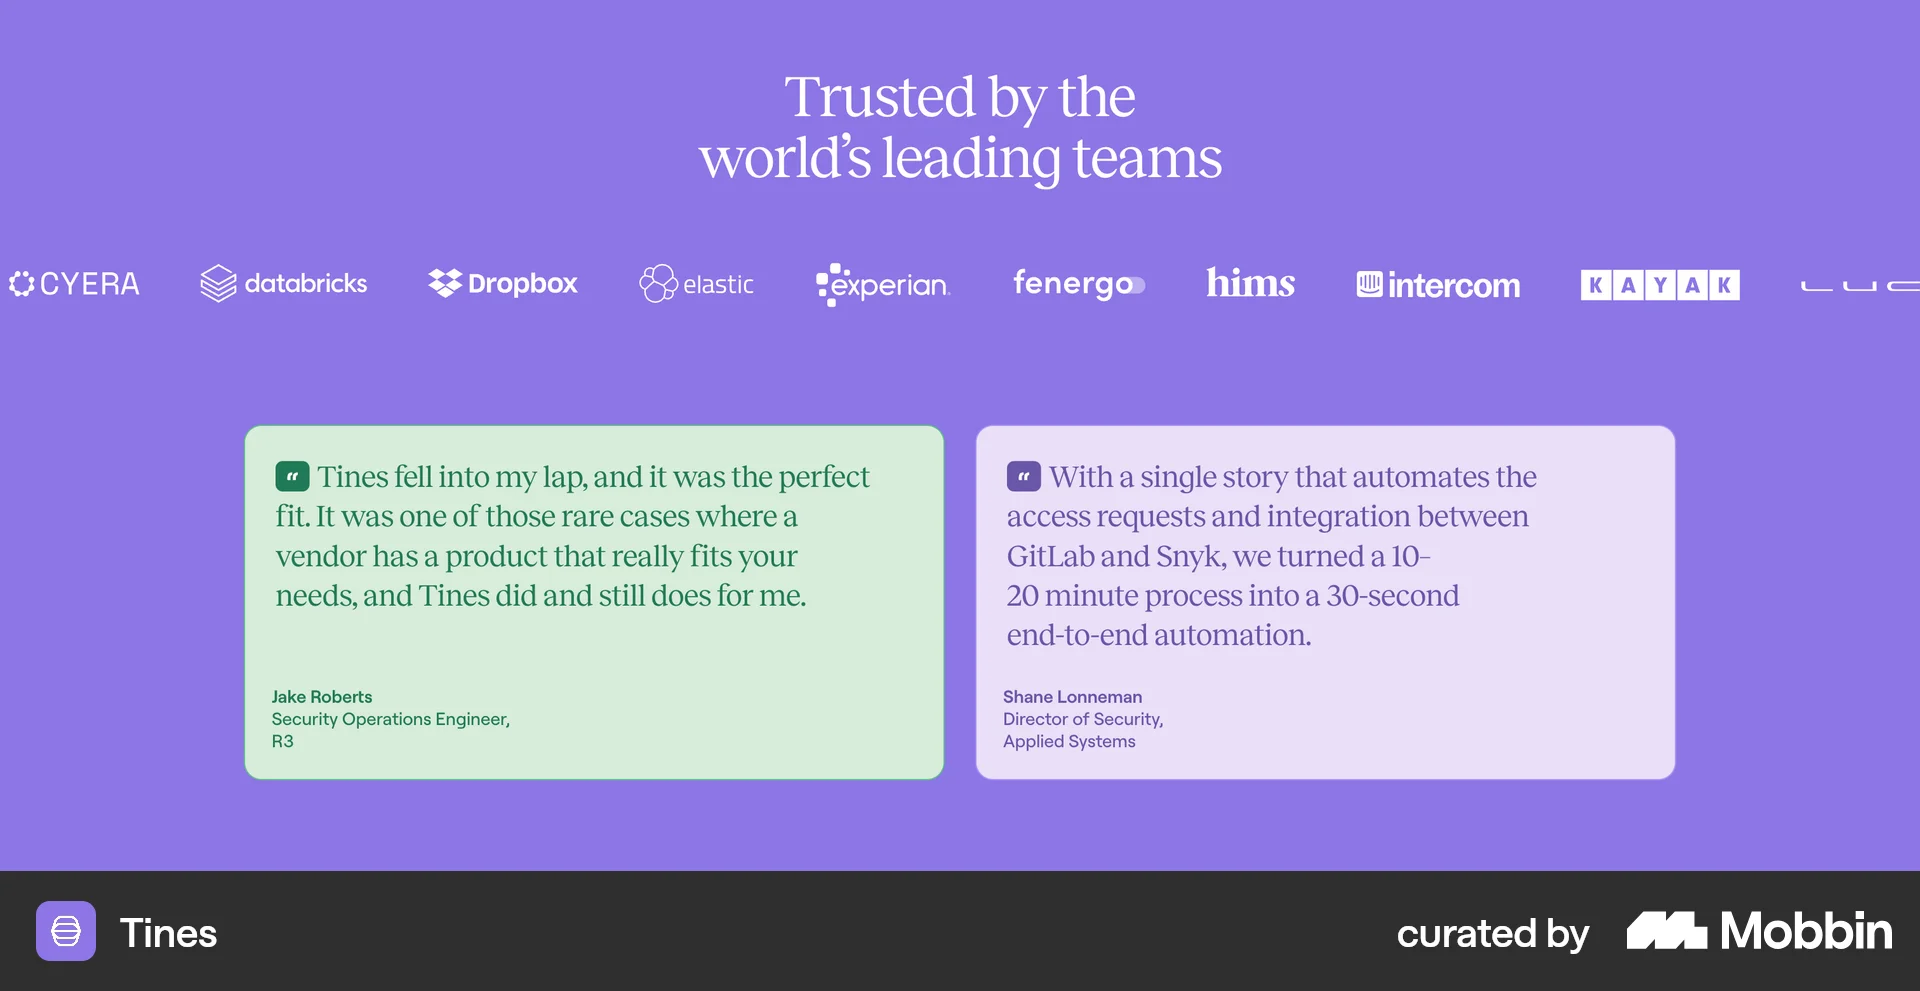 Trusted by the
world’s leading teams
CYERA
databricks
Dropbox
elastic
experian.
fenergo
hims
intercom
KAYAK
“ Tines fell into my lap, and it was the perfect
fit. It was one of those rare cases where a
vendor has a product that really fits your
needs, and Tines did and still does for me.
Jake Roberts
Security Operations Engineer,
R3
“ With a single story that automates the
access requests and integration between
GitLab and Snyk, we turned a 10–
20 minute process into a 30-second
end-to-end automation.
Shane Lonneman
Director of Security,
Applied Systems
Tines
curated by
Mobbin